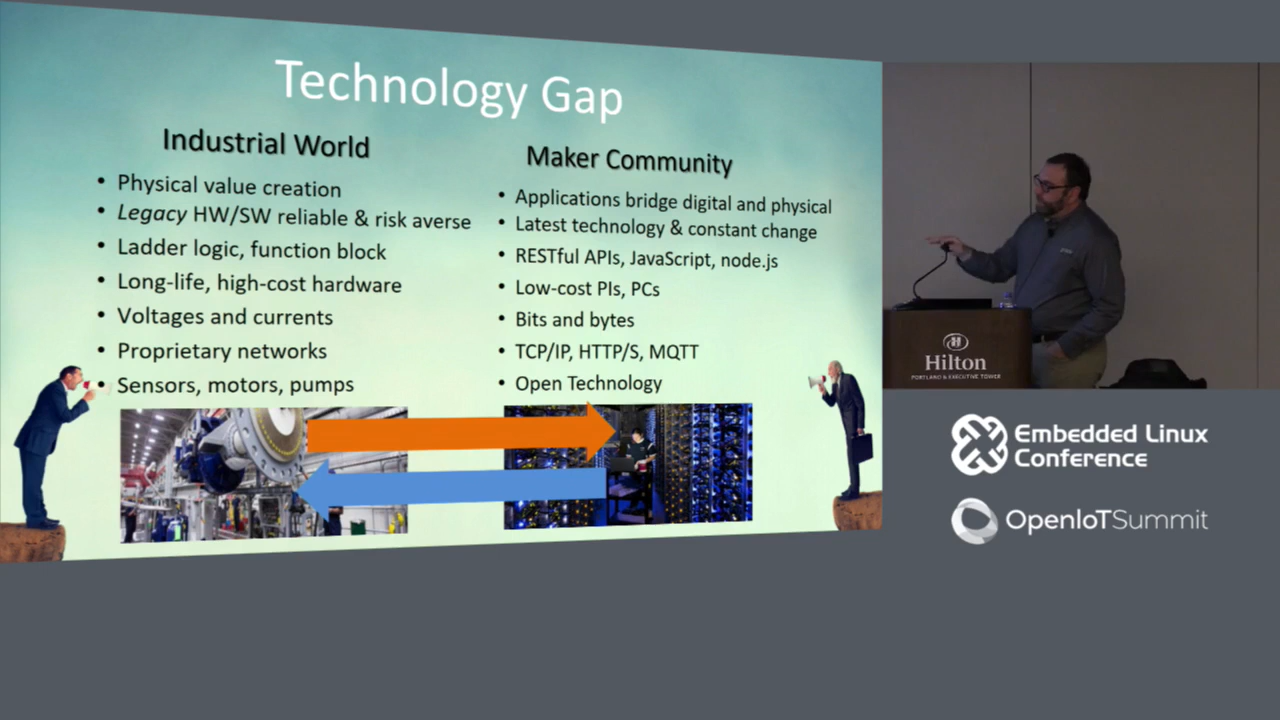 Technology Gap
Industrial World
• Physical value creation
• Legacy HW/SW reliable & risk averse
• Ladder logic, function block
• Long-life, high-cost hardware
• Voltages and currents
• Proprietary networks
• Sensors, motors, pumps
Maker Community
• Applications bridge digital and physical
• Latest technology & constant change
• RESTful APIs, JavaScript, node.js
• Low-cost PIs, PCs
• Bits and bytes
• TCP/IP, HTTP/S, MQTT
• Open Technology
Hilton
PORTLAND & EXECUTIVE TOWER
Embedded Linux
Conference
OpenIoTSummit